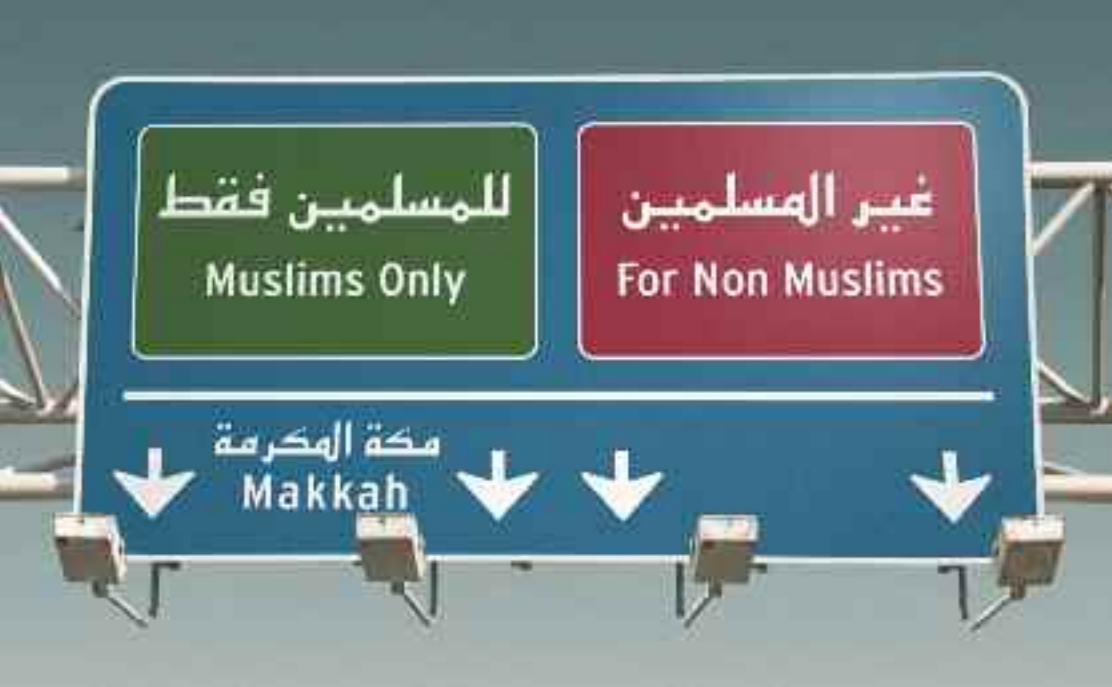 للمسلمين فقط
Muslims Only
غير المسلمين
For Non Muslims
مكة المكرمة
Makkah